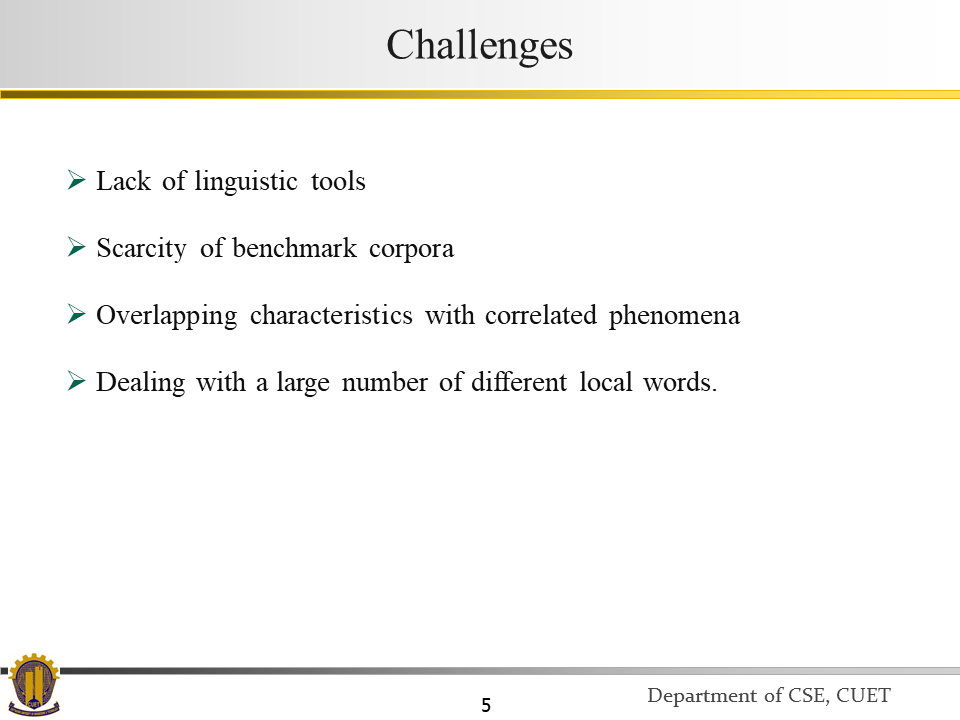 Challenges
Lack of linguistic tools
Scarcity of benchmark corpora
Overlapping characteristics with correlated phenomena
Dealing with a large number of different local words.
CUET
5
Department of CSE, CUET